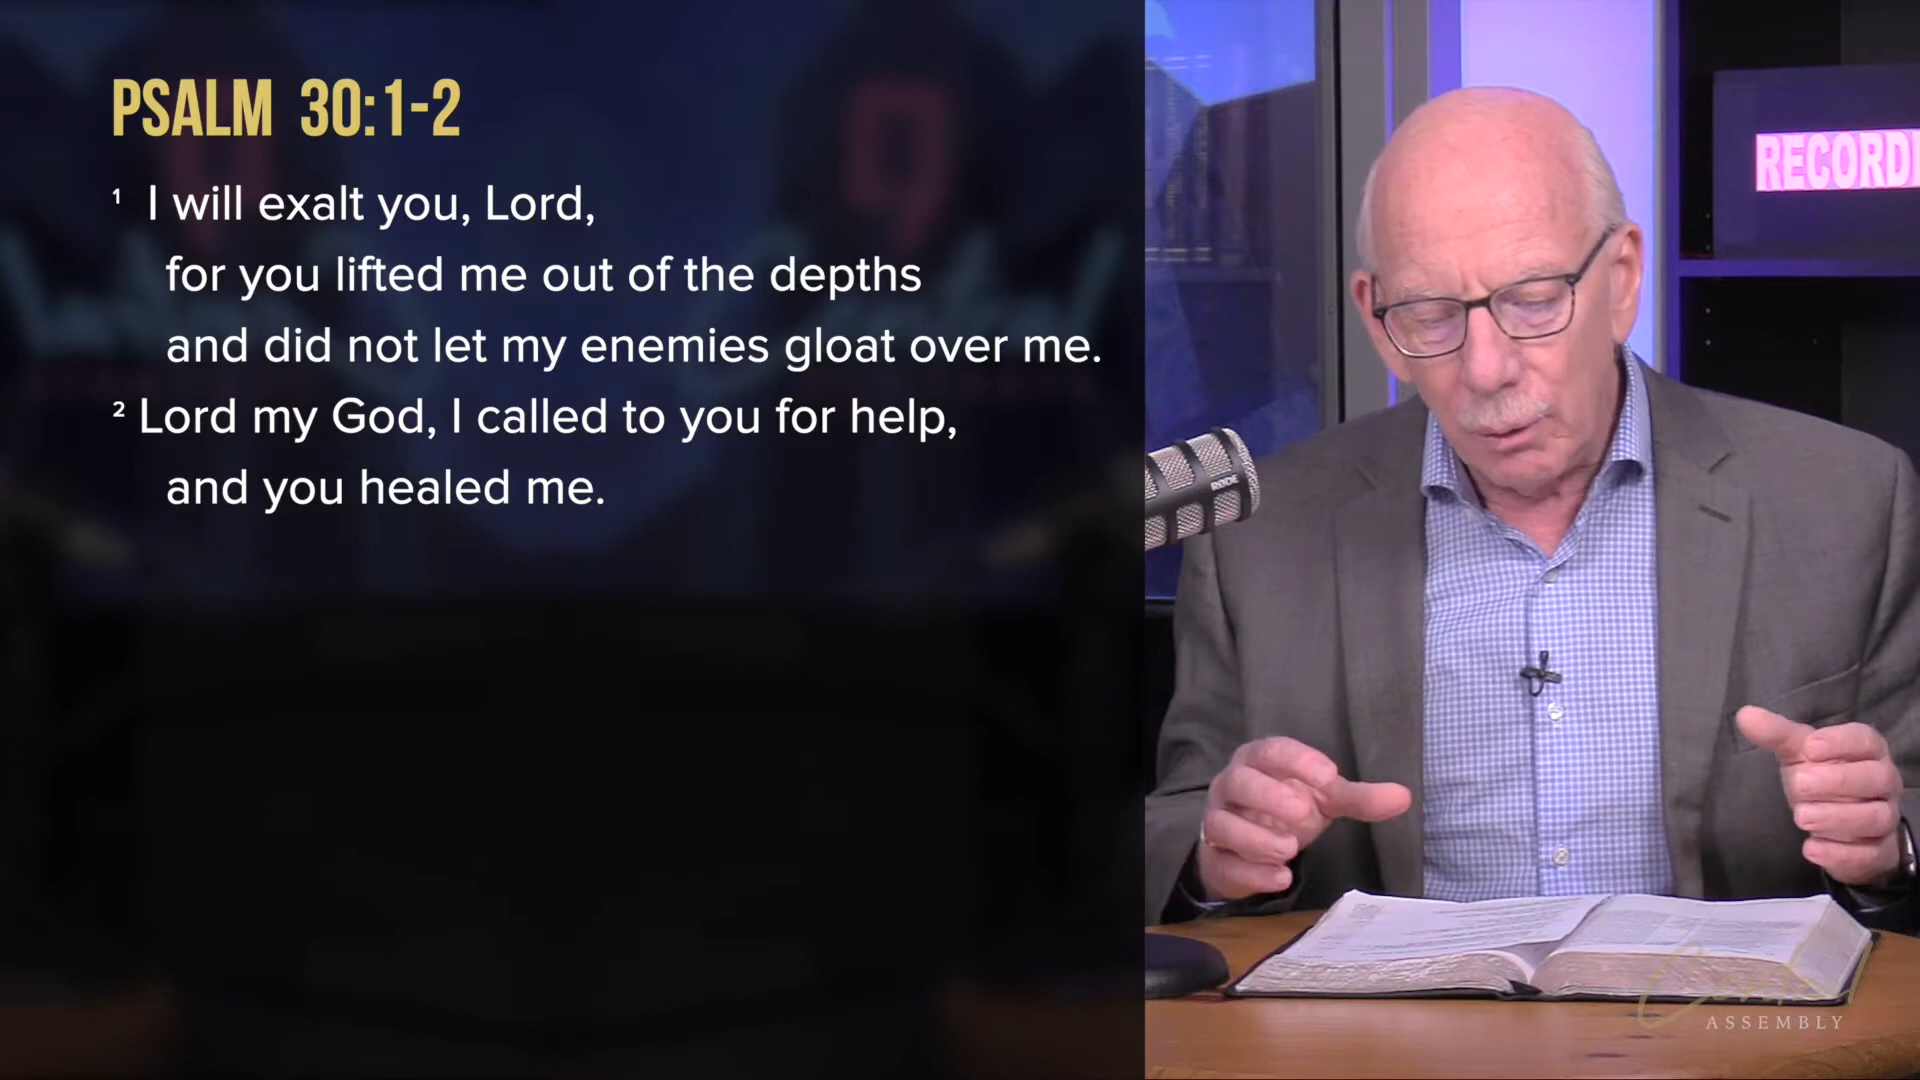 PSALM 30:1-2
¹ I will exalt you, Lord,
for you lifted me out of the depths
and did not let my enemies gloat over me.
² Lord my God, I called to you for help,
and you healed me.
RECORDI
RØDE
ASSEMBLY